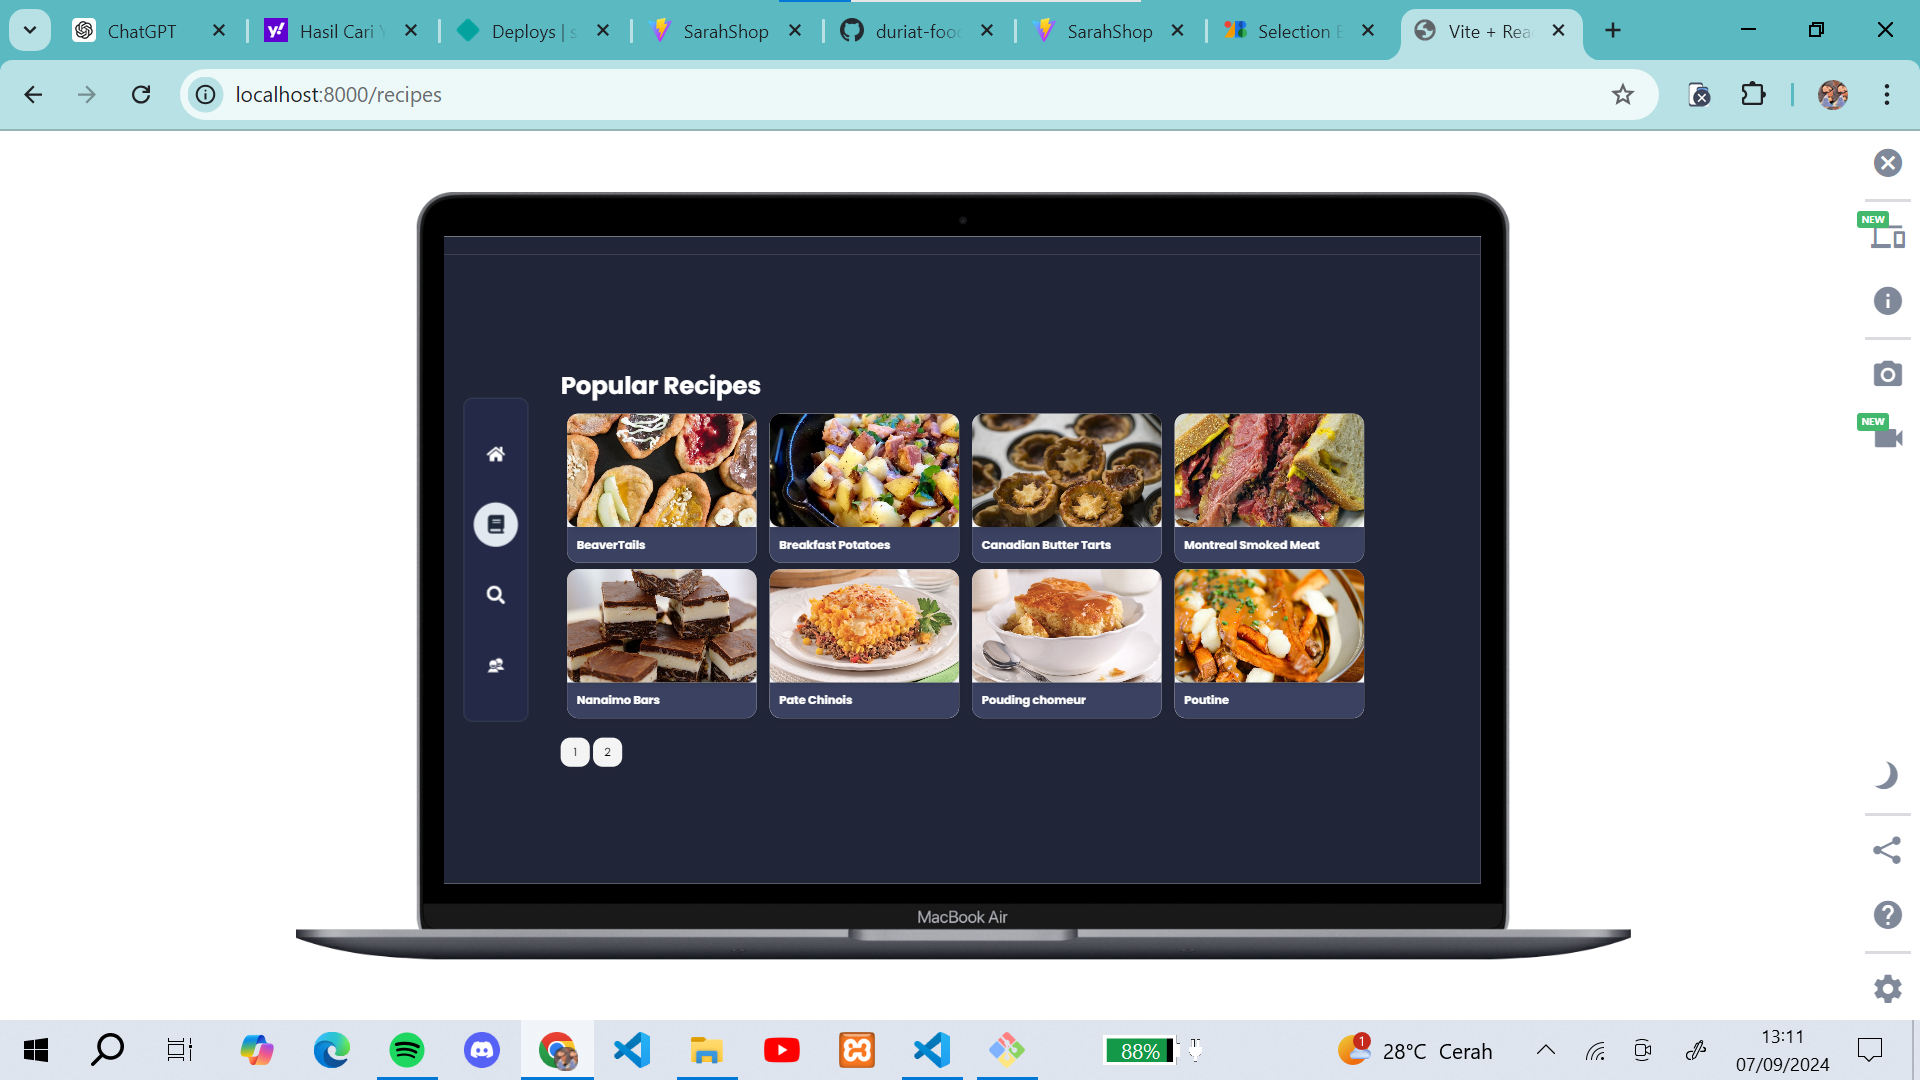 ChatGPT
Hasil Cari Y
Deploys | s
SarahShop
duriat-food
SarahShop
Selection B
Vite + Rea
localhost:8000/recipes
NEW
NEW
Popular Recipes
BeaverTails
Breakfast Potatoes
Canadian Butter Tarts
Montreal Smoked Meat
Nanaimo Bars
Pate Chinois
Pouding chomeur
Poutine
1
2
MacBook Air
88%
1
28°C Cerah
13:11
07/09/2024